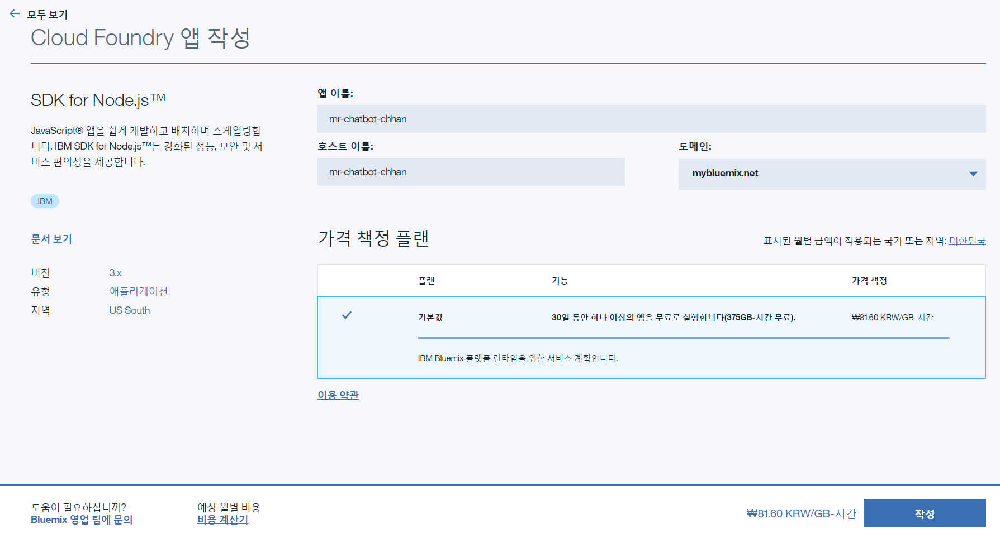 모두 보기
Cloud Foundry 앱 작성
SDK for Node.js™
JavaScript® 앱을 쉽게 개발하고 배치하며 스케일링합
니다. IBM SDK for Node.js™는 강화된 성능, 보안 및 서
비스 편의성을 제공합니다.
IBM
문서 보기
버전 3.x
유형 애플리케이션
지역 US South
앱 이름:
mr-chatbot-chhan
호스트 이름: 도메인:
mr-chatbot-chhan mybluemix.net
가격 책정 플랜
표시된 월별 금액이 적용되는 국가 또는 지역: 대한민국
플랜 기능 가격 책정
기본값 30일 동안 하나 이상의 앱을 무료로 실행합니다(375GB-시간 무료). ₩81.60 KRW/GB-시간
IBM Bluemix 플랫폼 런타임을 위한 서비스 계획입니다.
이용 약관
도움이 필요하십니까?
Bluemix 영업 팀에 문의
예상 월별 비용
비용 계산기
₩81.60 KRW/GB-시간
작성